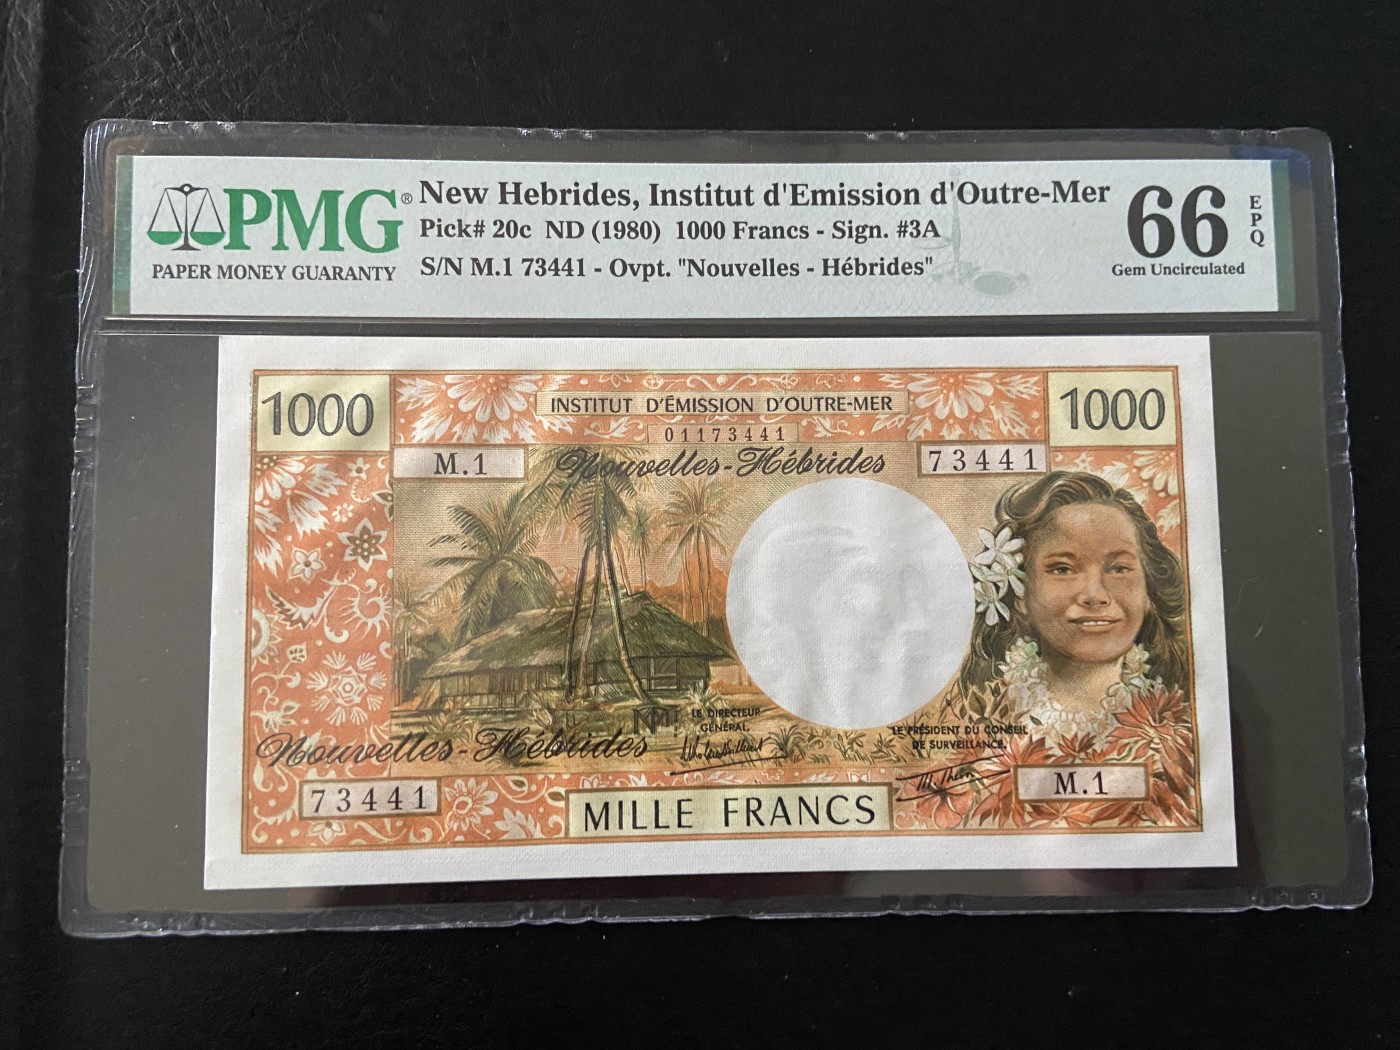 PMG®
PAPER MONEY GUARANTY
New Hebrides, Institut d'Emission d'Outre-Mer
Pick# 20c ND (1980) 1000 Francs - Sign. #3A
S/N M.1 73441 - Ovpt. "Nouvelles - Hébrides"
66
EPQ
Gem Uncirculated
1000
INSTITUT D'ÉMISSION D'OUTRE-MER
1000
01173441
M.1
Nouvelles-Hébrides
73441
LE DIRECTEUR
GÉNÉRAL,
LE PRÉSIDENT DU CONSEIL
DE SURVEILLANCE,
Nouvelles-Hébrides
73441
MILLE FRANCS
M.1